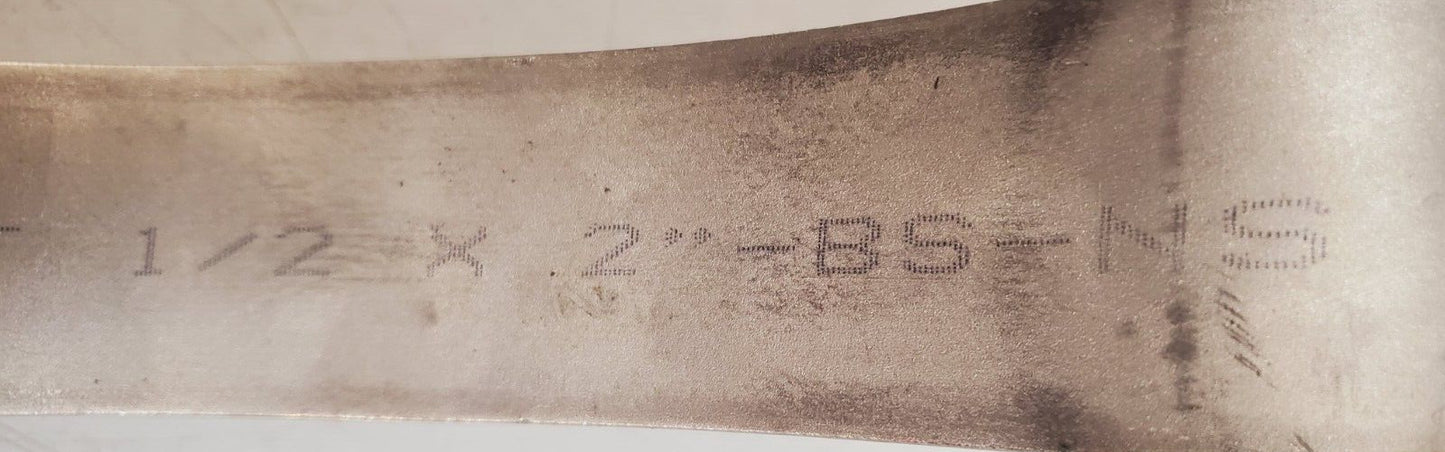 1/2 X 2"-BS-NS